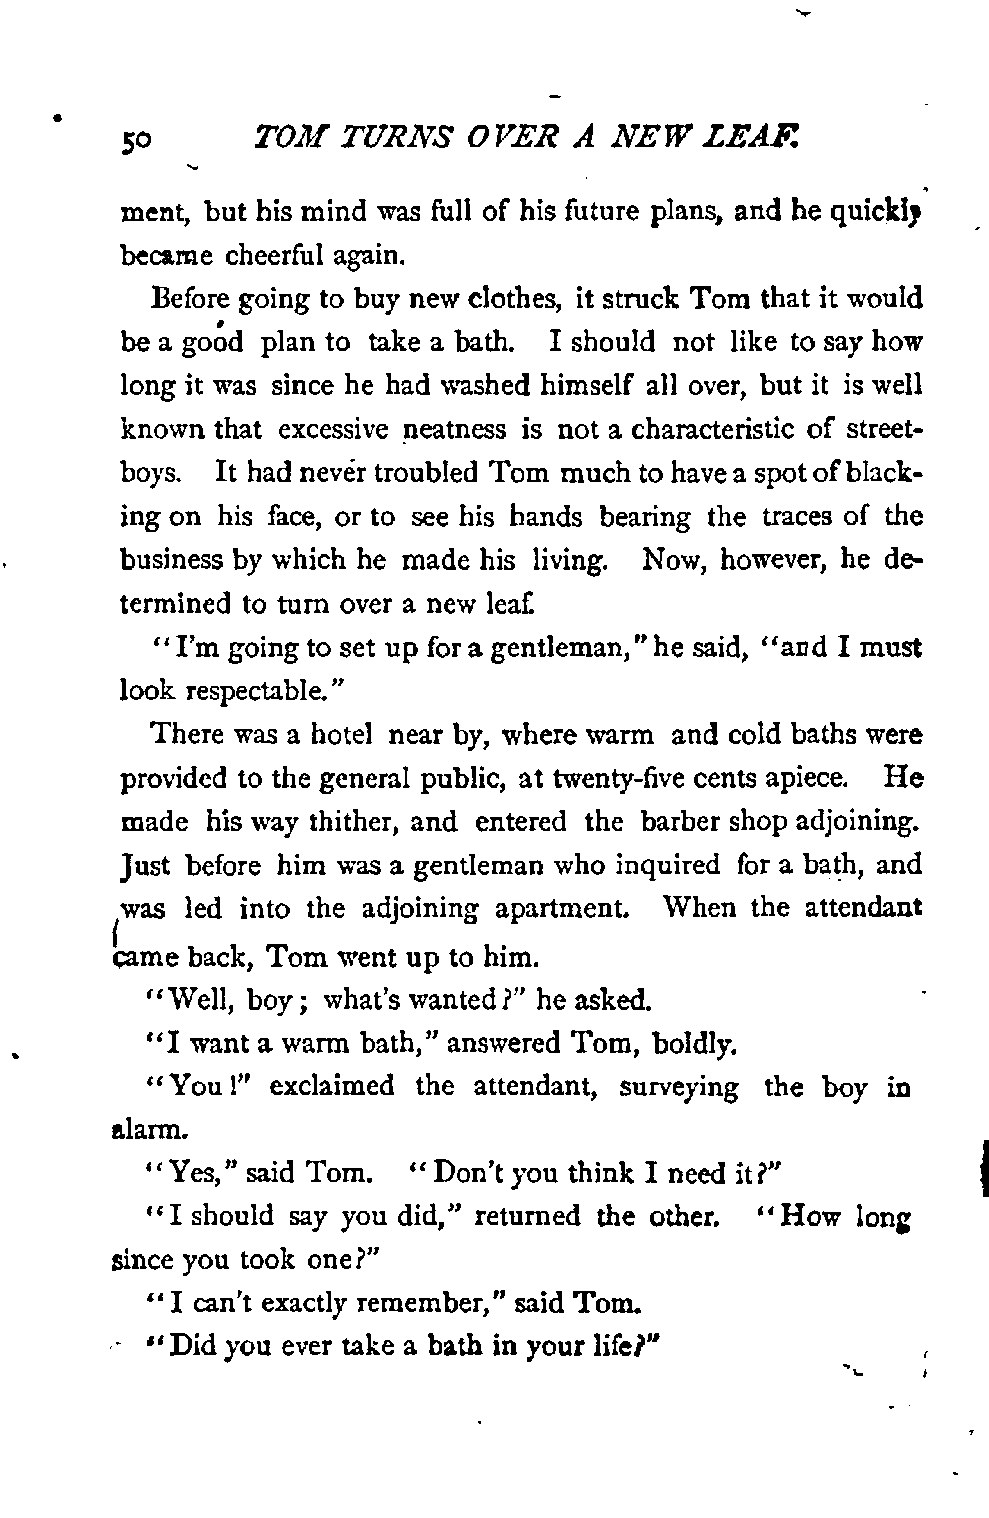 50 TOM TURNS OVER A NEW LEAF.
ment, but his mind was full of his future plans, and he quickly
became cheerful again.
Before going to buy new clothes, it struck Tom that it would
be a good plan to take a bath. I should not like to say how
long it was since he had washed himself all over, but it is well
known that excessive neatness is not a characteristic of street-
boys. It had never troubled Tom much to have a spot of black-
ing on his face, or to see his hands bearing the traces of the
business by which he made his living. Now, however, he de-
termined to turn over a new leaf.
"I'm going to set up for a gentleman," he said, "and I must
look respectable."
There was a hotel near by, where warm and cold baths were
provided to the general public, at twenty-five cents apiece. He
made his way thither, and entered the barber shop adjoining.
Just before him was a gentleman who inquired for a bath, and
was led into the adjoining apartment. When the attendant
came back, Tom went up to him.
"Well, boy; what's wanted?" he asked.
"I want a warm bath," answered Tom, boldly.
"You!" exclaimed the attendant, surveying the boy in
alarm.
"Yes," said Tom. "Don't you think I need it?"
"I should say you did," returned the other. "How long
since you took one?"
"I can't exactly remember," said Tom.
"Did you ever take a bath in your life?"